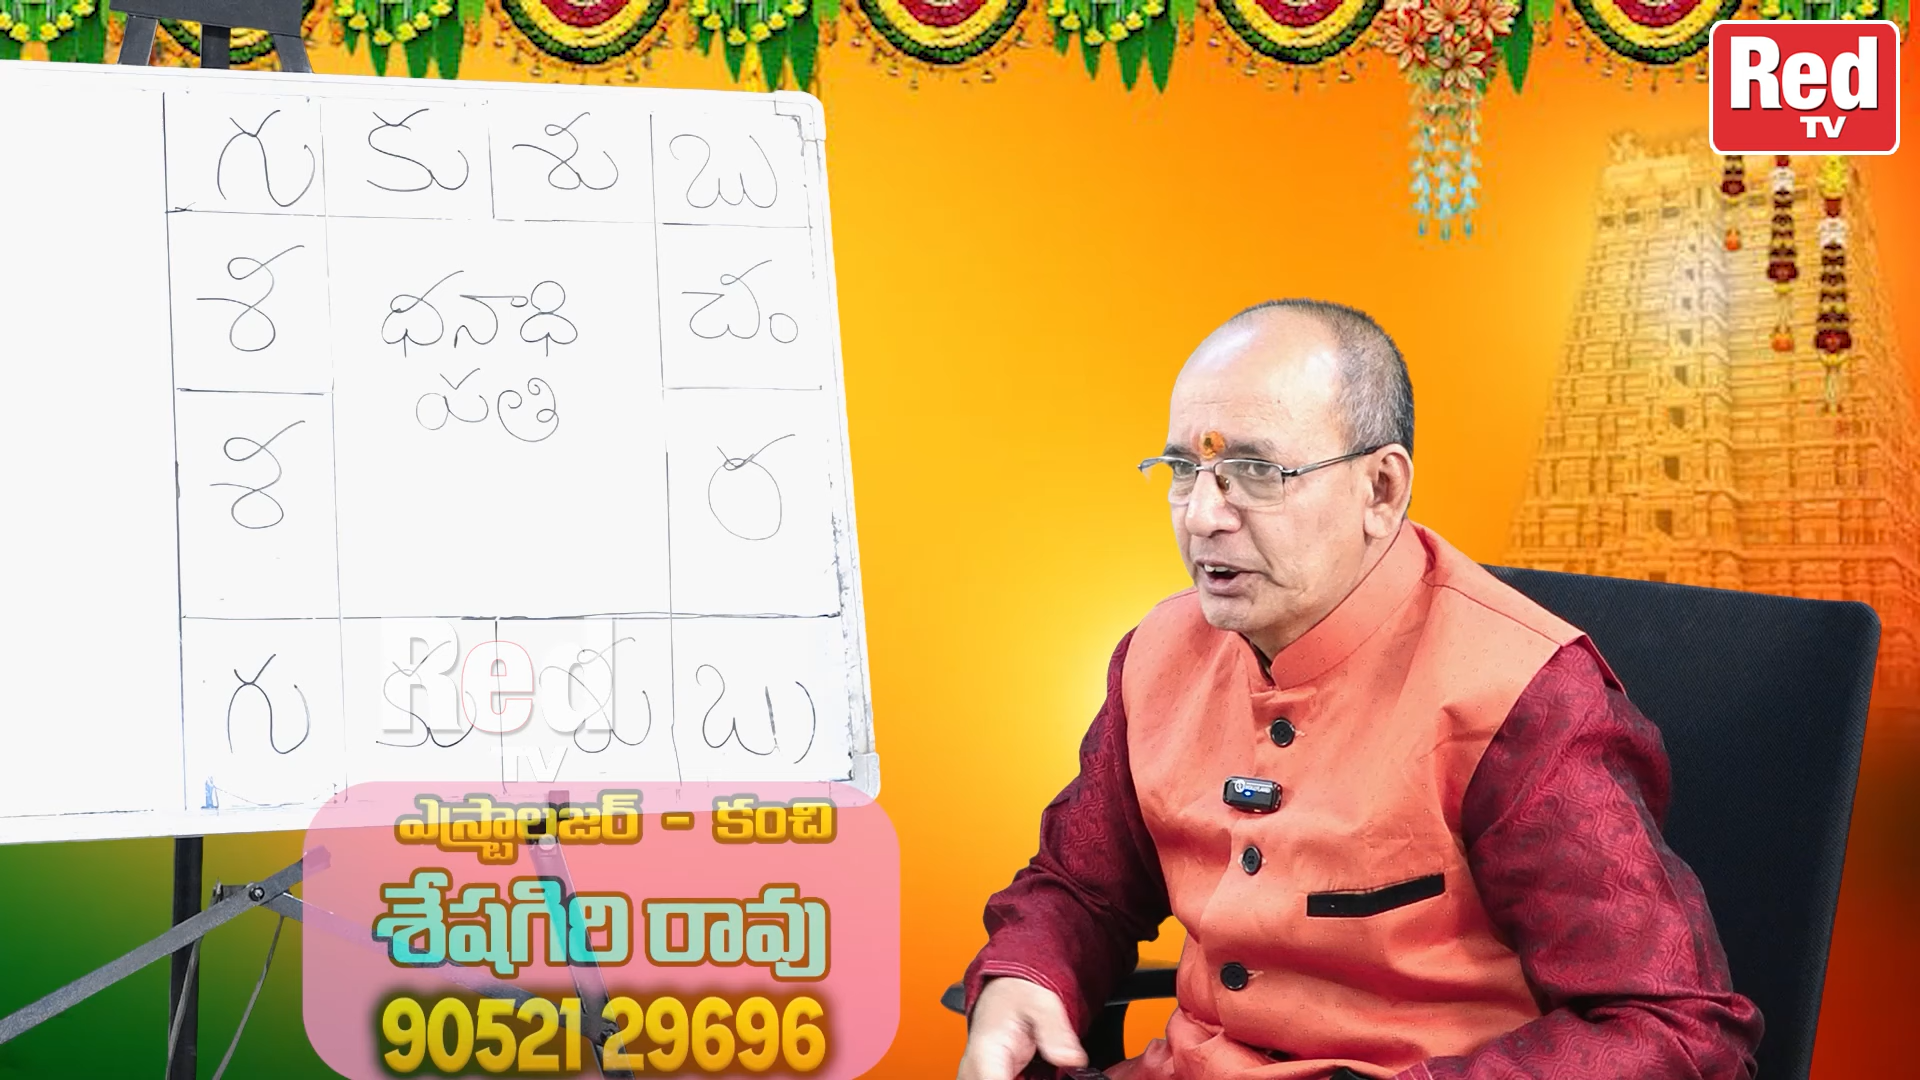 Red
TV
గు కు శు బు
శ ధనాధి చం
పతి
శ ర
గు కు శు బు
Red
TV
ఎస్ట్రాలజర్ - కంచి
శేషగిరి రావు
90521 29696